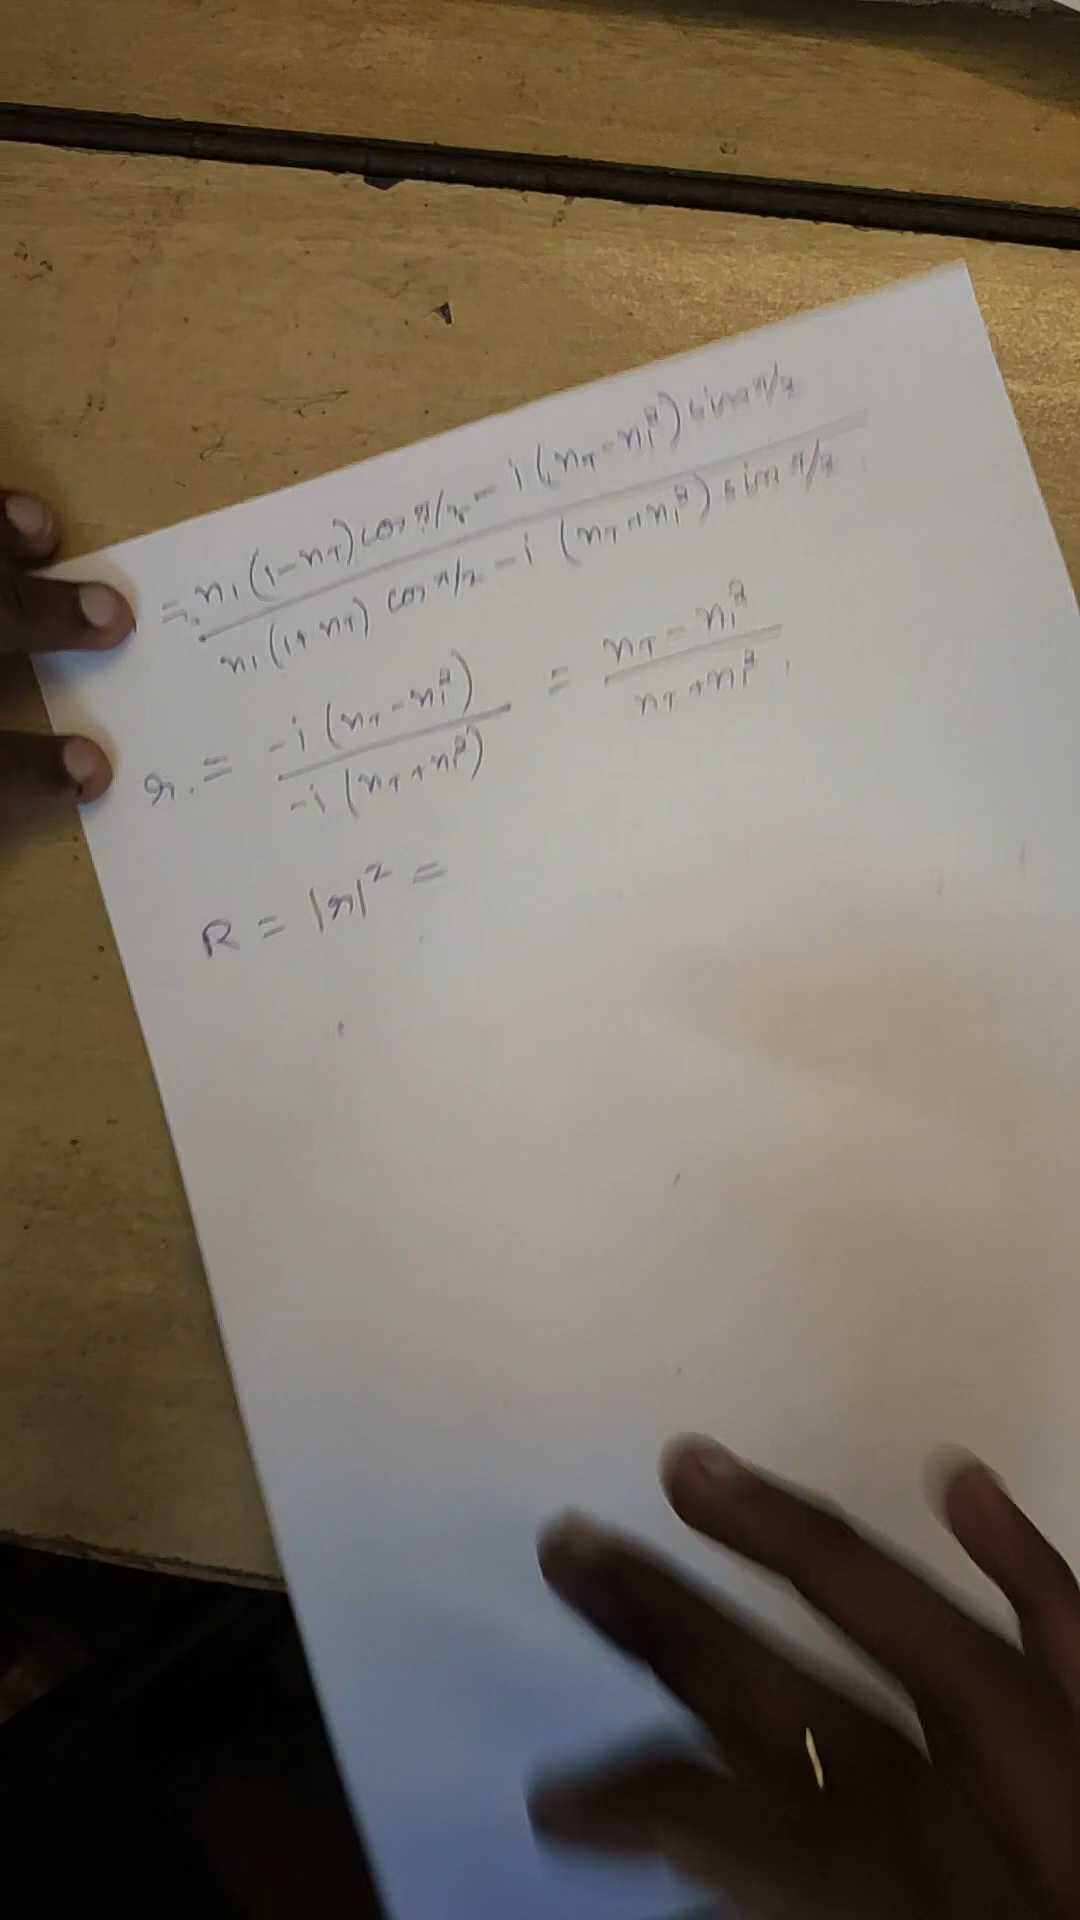 = n₁(1-n_T) cos π/2 - i (n_T - n₁²) sin π/2
n₁(1+n_T) cos π/2 - i (n_T + n₁²) sin π/2
r. = -i (n_T - n₁²) / -i (n_T + n₁²) = n_T - n₁² / n_T + n₁² .
R = |r|² =